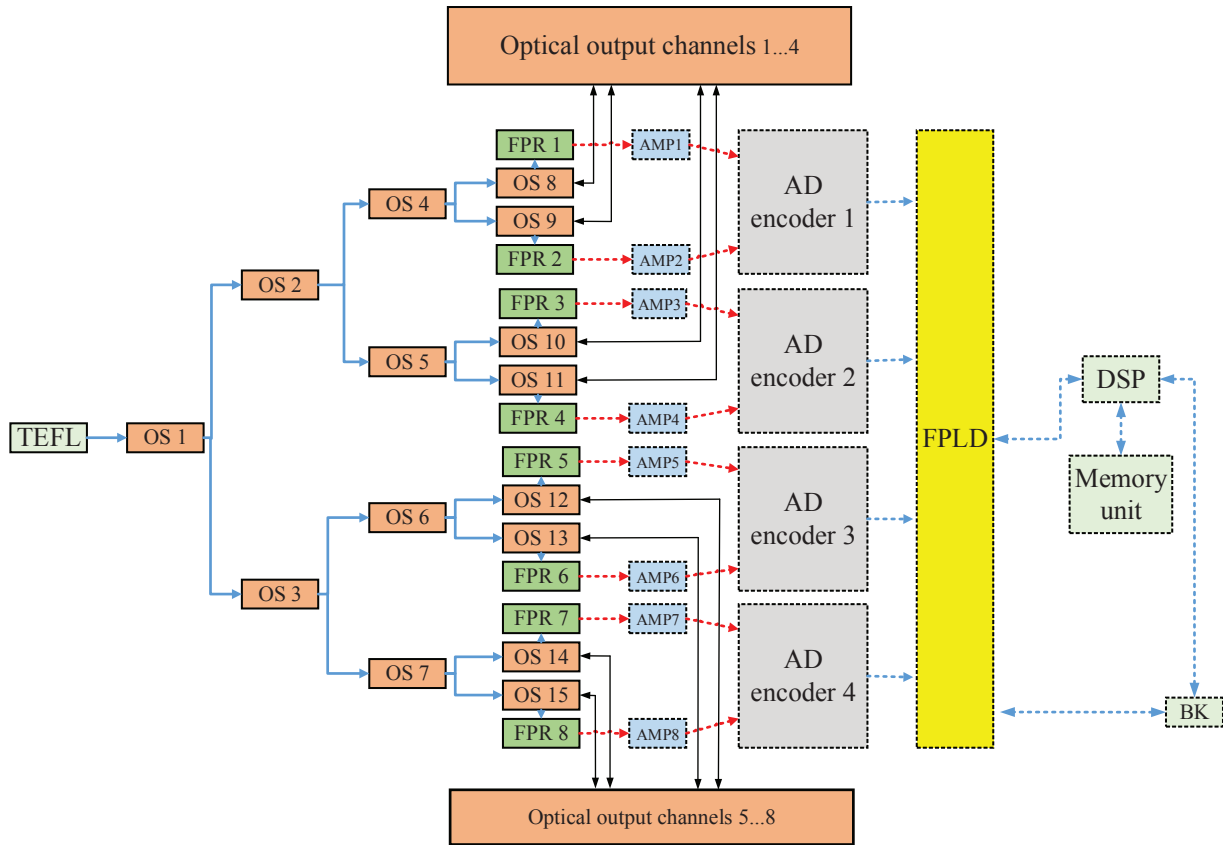 Optical output channels 1...4
FPR 1
AMP1
OS 8
OS 4
OS 9
FPR 2
AMP2
AD
encoder 1
OS 2
FPR 3
AMP3
OS 10
OS 5
OS 11
FPR 4
AMP4
AD
encoder 2
TEFL
OS 1
FPR 5
AMP5
OS 12
OS 6
OS 13
FPR 6
AMP6
AD
encoder 3
OS 3
FPR 7
AMP7
OS 14
OS 7
OS 15
FPR 8
AMP8
AD
encoder 4
FPLD
DSP
Memory
unit
BK
Optical output channels 5...8